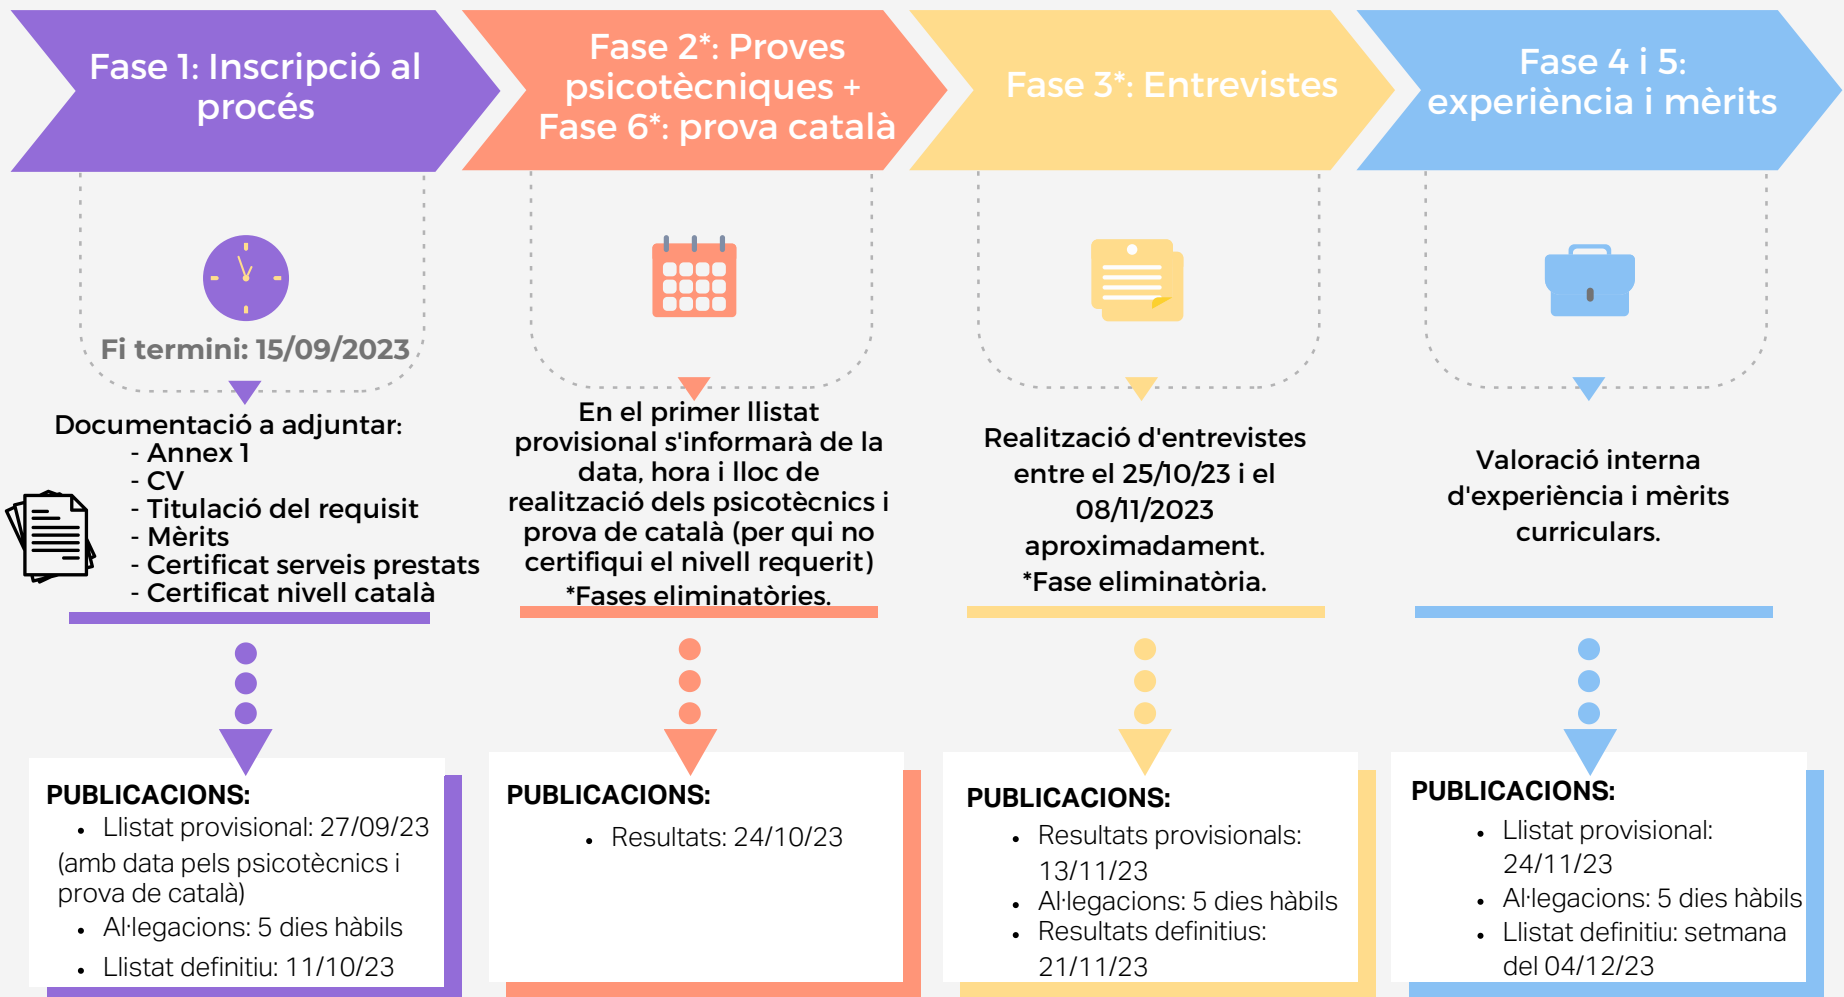 Fase 1: Inscripció al
procés
Fi termini: 15/09/2023
Documentació a adjuntar:
- Annex 1
- CV
- Titulació del requisit
- Mèrits
- Certificat serveis prestats
- Certificat nivell català
PUBLICACIONS:
• Llistat provisional: 27/09/23
(amb data pels psicotècnics i
prova de català)
• Al·legacions: 5 dies hàbils
• Llistat definitiu: 11/10/23
Fase 2*: Proves
psicotècniques +
Fase 6*: prova català
En el primer llistat
provisional s'informarà de la
data, hora i lloc de
realització dels psicotècnics i
prova de català (per qui no
certifiqui el nivell requerit)
*Fases eliminatòries.
PUBLICACIONS:
• Resultats: 24/10/23
Fase 3*: Entrevistes
Realització d'entrevistes
entre el 25/10/23 i el
08/11/2023
aproximadament.
*Fase eliminatòria.
PUBLICACIONS:
• Resultats provisionals:
13/11/23
• Al·legacions: 5 dies hàbils
• Resultats definitius:
21/11/23
Fase 4 i 5:
experiència i mèrits
Valoració interna
d'experiència i mèrits
curriculars.
PUBLICACIONS:
• Llistat provisional:
24/11/23
• Al·legacions: 5 dies hàbils
• Llistat definitiu: setmana
del 04/12/23